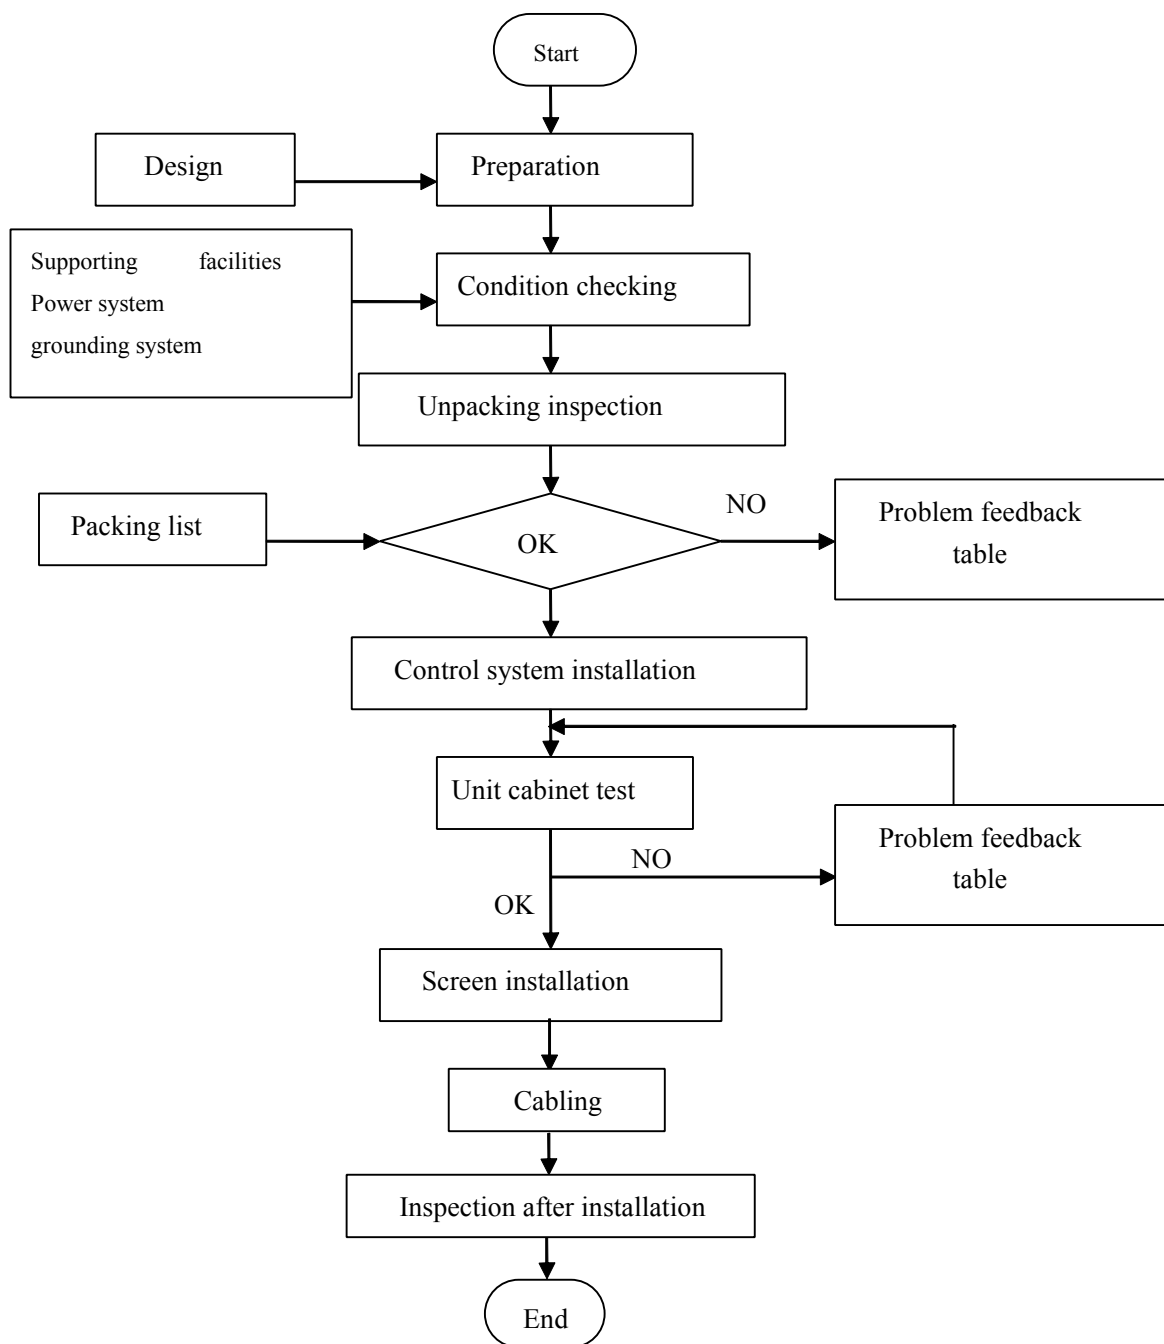 Start
Design
Preparation
Supporting facilities
Power system
grounding system
Condition checking
Unpacking inspection
Packing list
OK
NO
Problem feedback
table
Control system installation
Unit cabinet test
NO
Problem feedback
table
OK
Screen installation
Cabling
Inspection after installation
End